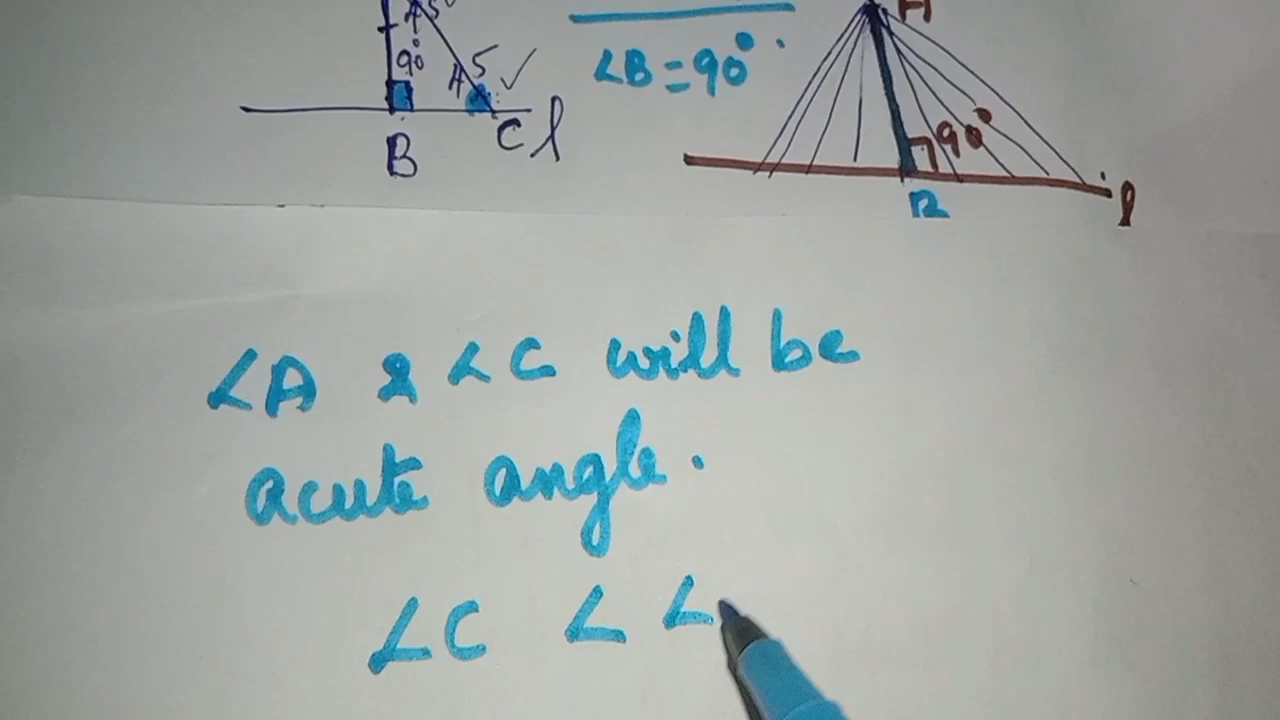 45°
90°
45 ✓
B
C l
∠B = 90°.
A
90°
B
l
∠A & ∠C will be
acute angle.
∠C < ∠